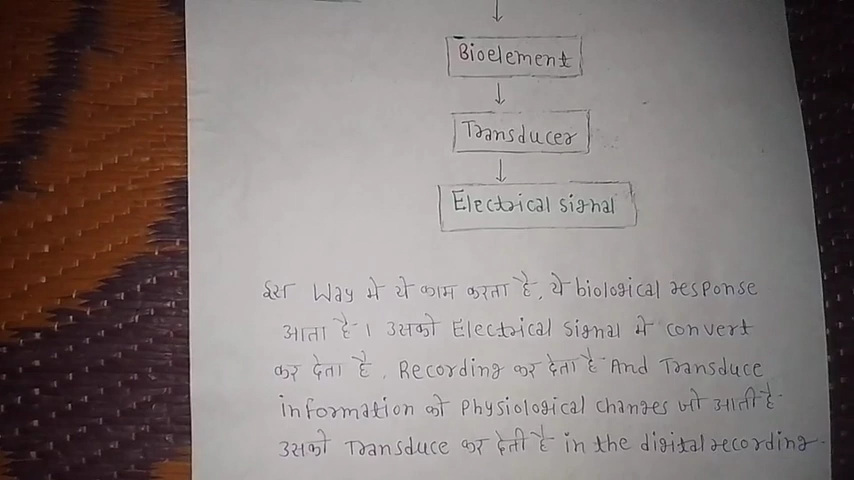 Bioelement
Transducer
Electrical signal
इस Way मे ये काम करता है, ये biological response
आता है। उसको Electrical Signal मे convert
कर देता है, Recording कर देता है And Transduce
information को Physiological changes जो आती है
उसको Transduce कर देती है in the digital recording.